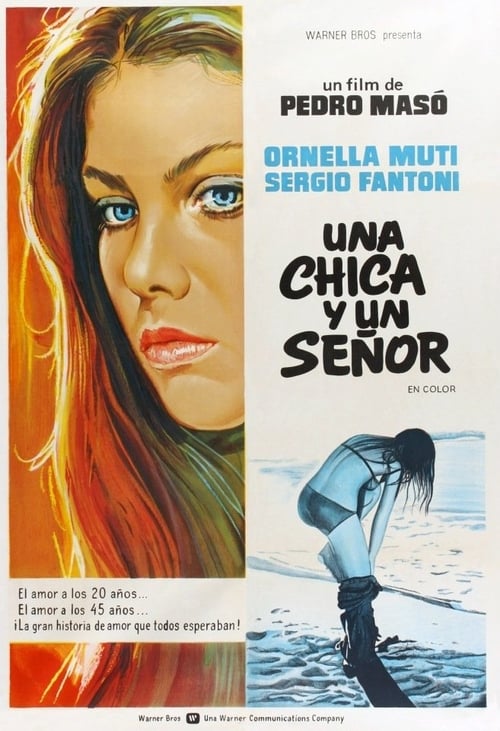 WARNER BROS presenta
un film de
PEDRO MASÓ
ORNELLA MUTI
SERGIO FANTONI
UNA
CHICA
Y UN
SEÑOR
EN COLOR
El amor a los 20 años...
El amor a los 45 años...
¡La gran historia de amor que todos esperaban!
Warner Bros W Una Warner Communications Company